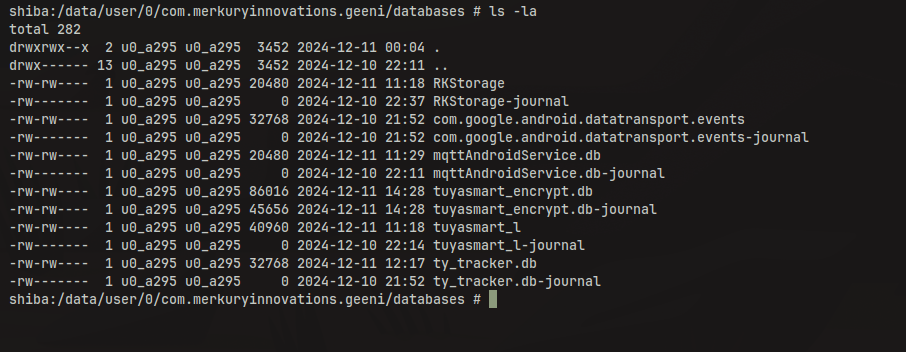 shiba:/data/user/0/com.merkuryinnovations.geeni/databases # ls -la
total 282
drwxrwx--x  2 u0_a295 u0_a295  3452 2024-12-11 00:04 .
drwx------ 13 u0_a295 u0_a295  3452 2024-12-10 22:11 ..
-rw-rw----  1 u0_a295 u0_a295 20480 2024-12-11 11:18 RKStorage
-rw-rw----  1 u0_a295 u0_a295     0 2024-12-10 22:37 RKStorage-journal
-rw-rw----  1 u0_a295 u0_a295 32768 2024-12-10 21:52 com.google.android.datatransport.events
-rw-------  1 u0_a295 u0_a295     0 2024-12-10 21:52 com.google.android.datatransport.events-journal
-rw-rw----  1 u0_a295 u0_a295 20480 2024-12-11 11:29 mqttAndroidService.db
-rw-------  1 u0_a295 u0_a295     0 2024-12-10 22:11 mqttAndroidService.db-journal
-rw-rw----  1 u0_a295 u0_a295 86016 2024-12-11 14:28 tuyasmart_encrypt.db
-rw-rw----  1 u0_a295 u0_a295 45656 2024-12-11 14:28 tuyasmart_encrypt.db-journal
-rw-rw----  1 u0_a295 u0_a295 40960 2024-12-11 11:18 tuyasmart_l
-rw-------  1 u0_a295 u0_a295     0 2024-12-10 22:14 tuyasmart_l-journal
-rw-rw----  1 u0_a295 u0_a295 32768 2024-12-11 12:17 ty_tracker.db
-rw-------  1 u0_a295 u0_a295     0 2024-12-10 21:52 ty_tracker.db-journal
shiba:/data/user/0/com.merkuryinnovations.geeni/databases #